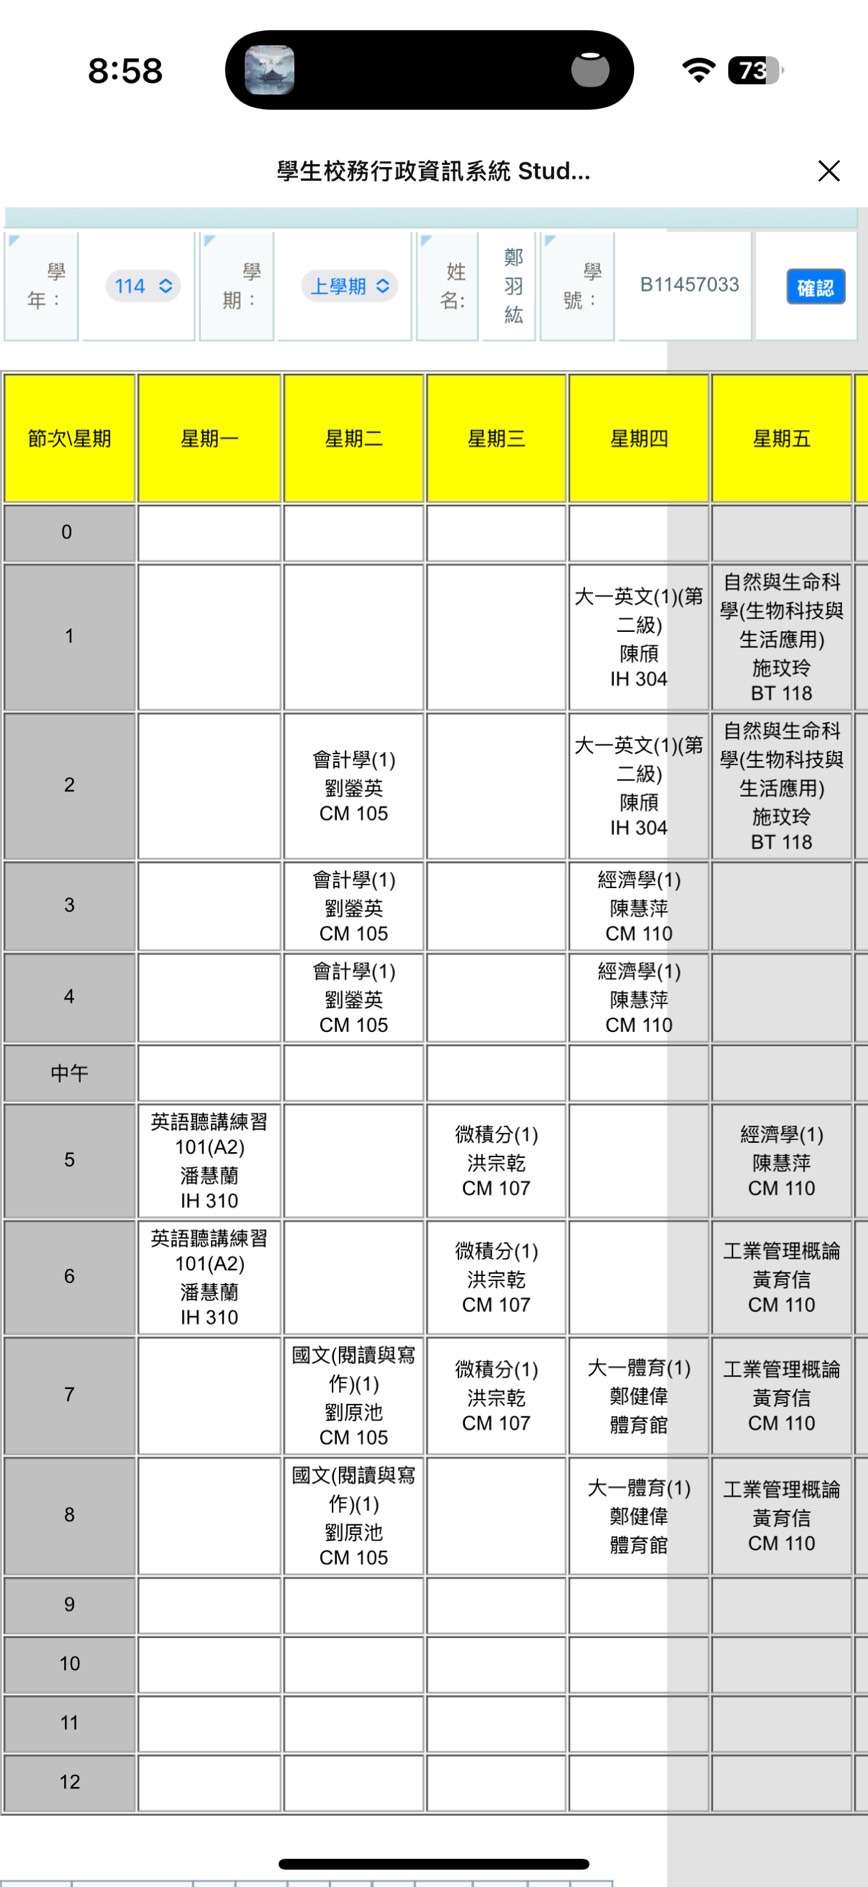 8:58
73
學生校務行政資訊系統 Stud...
學
年：
114
學
期：
上學期
姓
名:
鄭
羽
紘
學
號：
B11457033
確認
節次\星期
星期一
星期二
星期三
星期四
星期五
0
1
大一英文(1)(第
二級)
陳頎
IH 304
自然與生命科
學(生物科技與
生活應用)
施玟玲
BT 118
2
會計學(1)
劉鎣英
CM 105
大一英文(1)(第
二級)
陳頎
IH 304
自然與生命科
學(生物科技與
生活應用)
施玟玲
BT 118
3
會計學(1)
劉鎣英
CM 105
經濟學(1)
陳慧萍
CM 110
4
會計學(1)
劉鎣英
CM 105
經濟學(1)
陳慧萍
CM 110
中午
5
英語聽講練習
101(A2)
潘慧蘭
IH 310
微積分(1)
洪宗乾
CM 107
經濟學(1)
陳慧萍
CM 110
6
英語聽講練習
101(A2)
潘慧蘭
IH 310
微積分(1)
洪宗乾
CM 107
工業管理概論
黃育信
CM 110
7
國文(閱讀與寫
作)(1)
劉原池
CM 105
微積分(1)
洪宗乾
CM 107
大一體育(1)
鄭健偉
體育館
工業管理概論
黃育信
CM 110
8
國文(閱讀與寫
作)(1)
劉原池
CM 105
大一體育(1)
鄭健偉
體育館
工業管理概論
黃育信
CM 110
9
10
11
12